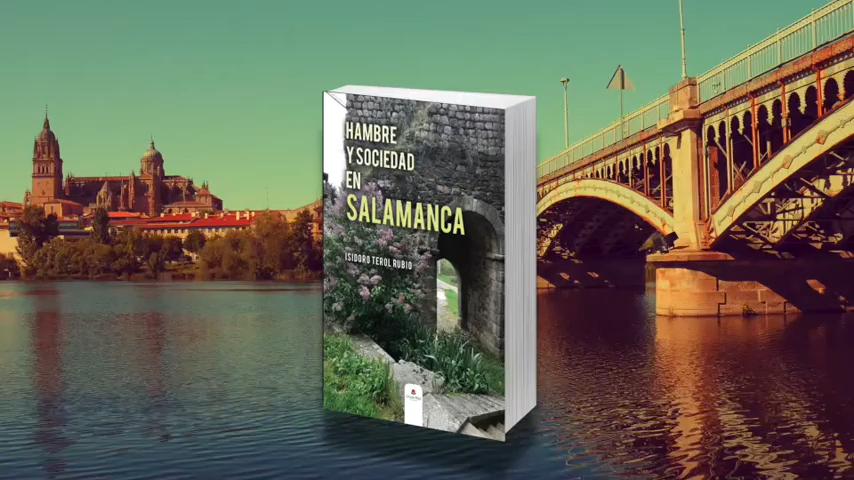 HAMBRE
Y SOCIEDAD
EN
SALAMANCA
ISIDORO TEROL RUBIO